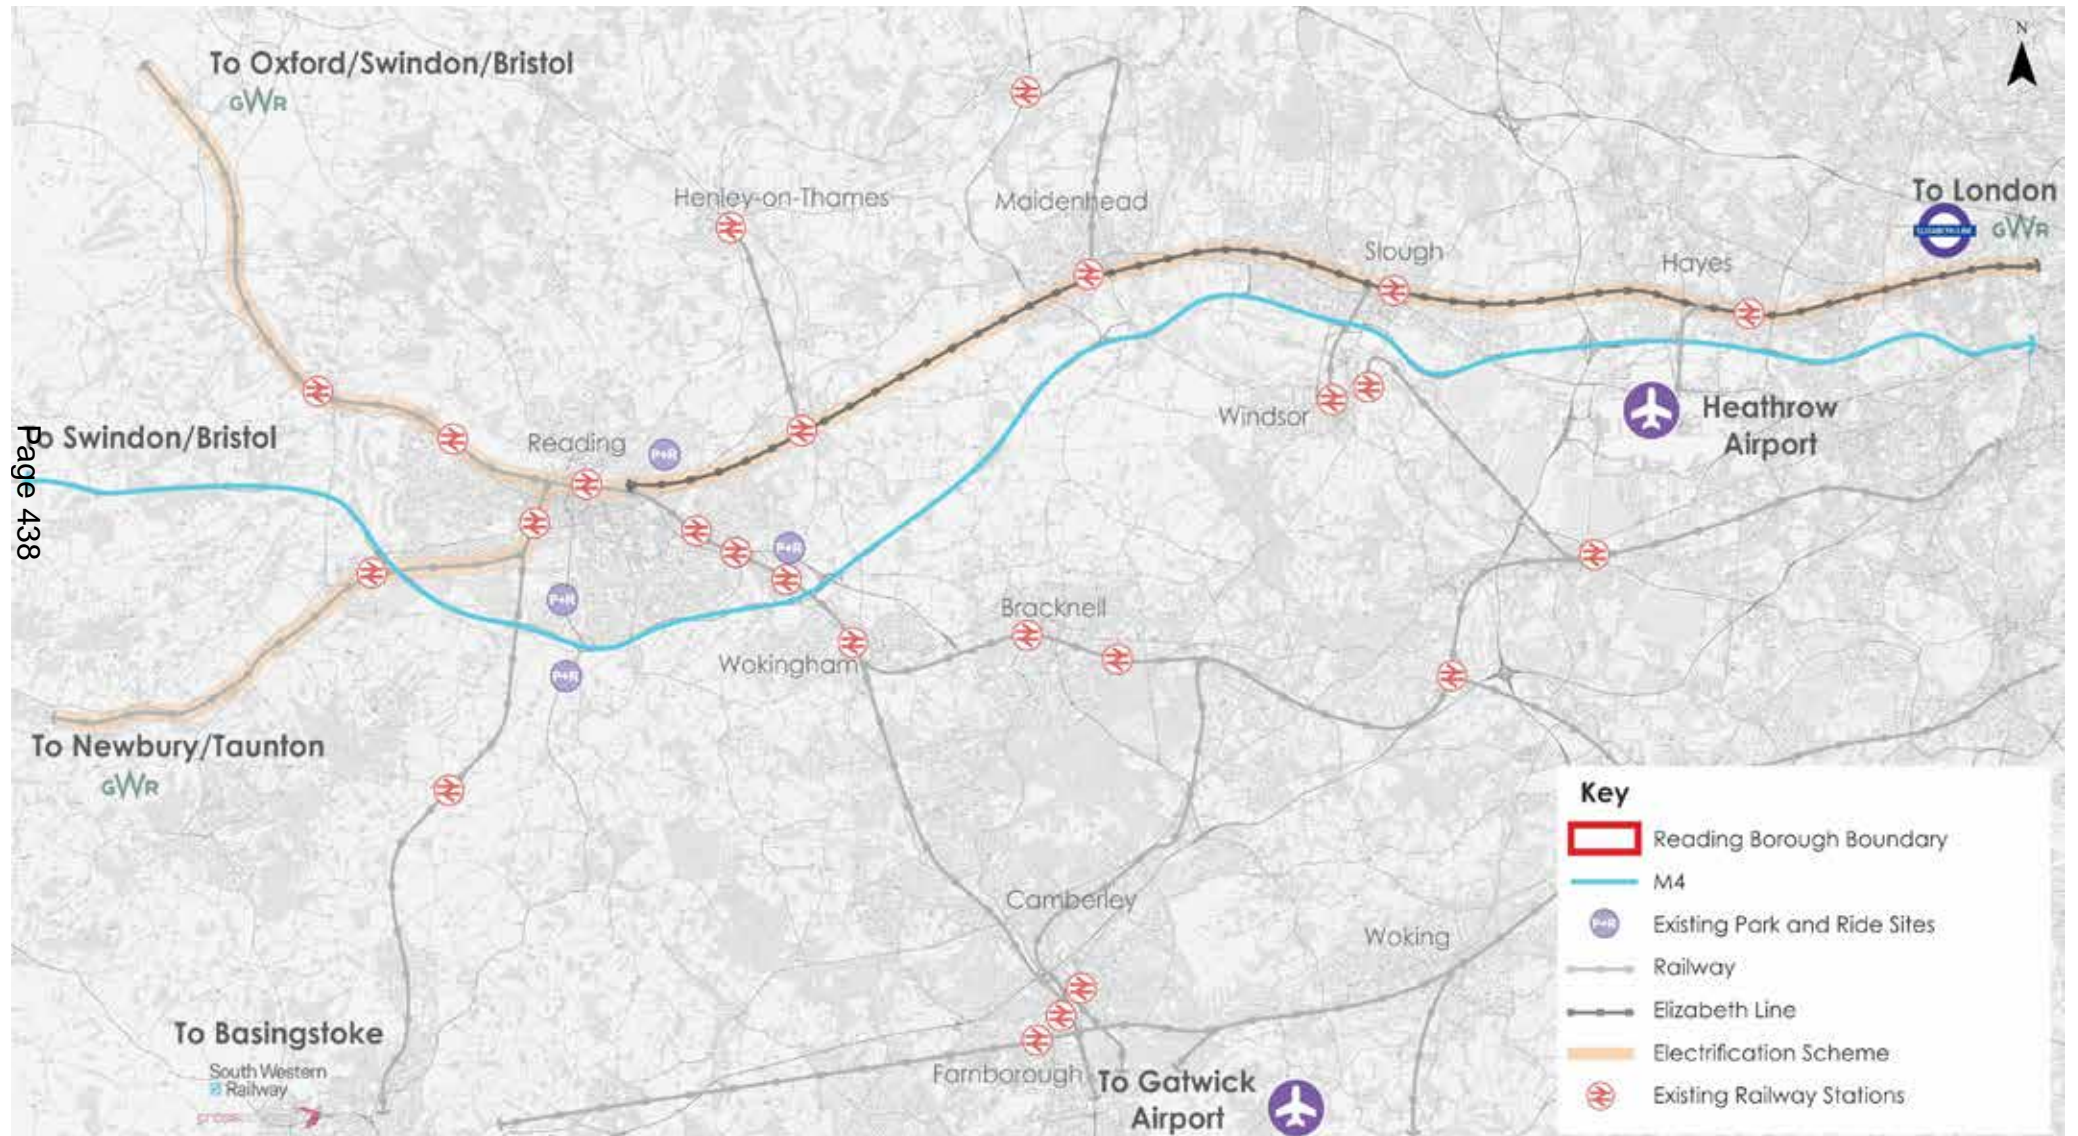 N
To Oxford/Swindon/Bristol
GWR
Henley-on-Thames
Maidenhead
To London
ELIZABETH LINE
GWR
Slough
Hayes
Windsor
Heathrow
Airport
Page 438
o Swindon/Bristol
Reading
P+R
P+R
P+R
P+R
Bracknell
Wokingham
To Newbury/Taunton
GWR
Camberley
Woking
Farnborough
To Gatwick
Airport
To Basingstoke
South Western
Railway
cross
Key
Reading Borough Boundary
M4
P+R
Existing Park and Ride Sites
Railway
Elizabeth Line
Electrification Scheme
Existing Railway Stations